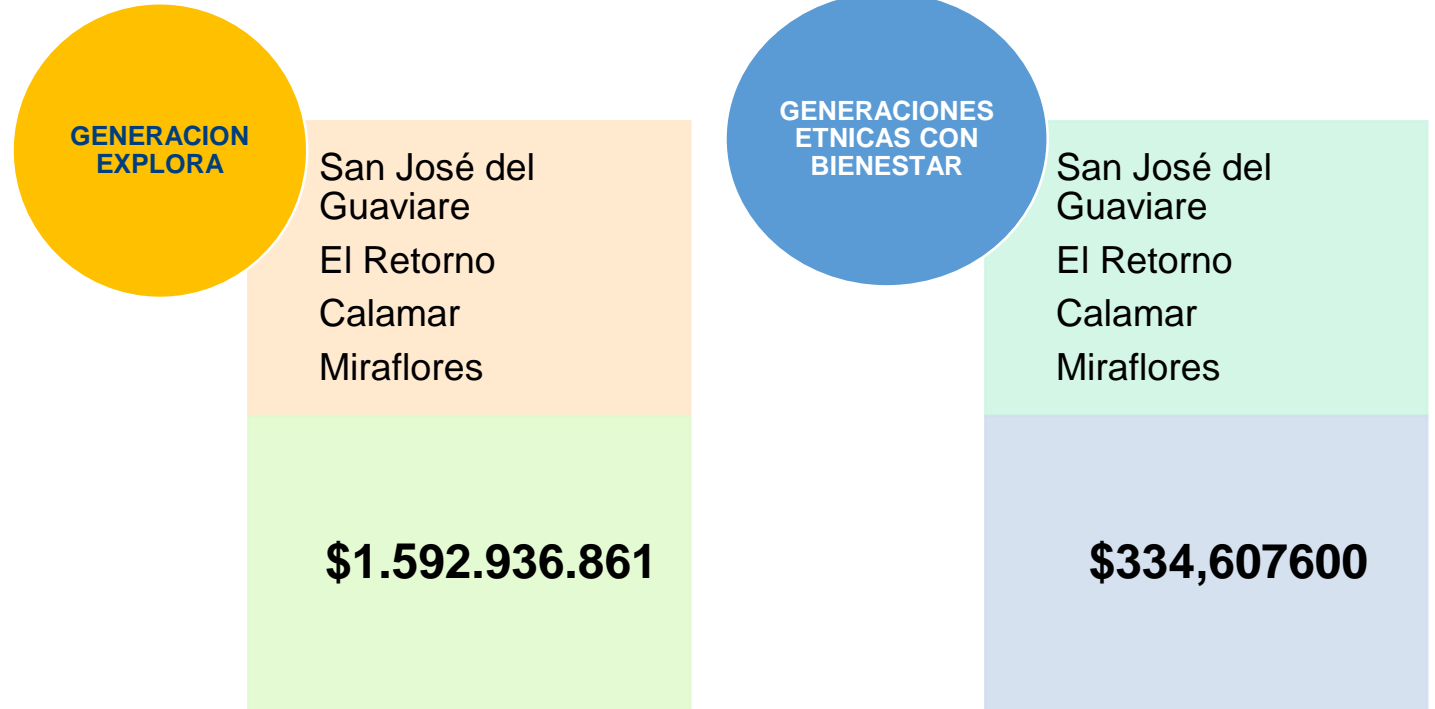 GENERACION
EXPLORA
San José del
Guaviare
El Retorno
Calamar
Miraflores
$1.592.936.861
GENERACIONES
ETNICAS CON
BIENESTAR
San José del
Guaviare
El Retorno
Calamar
Miraflores
$334,607600